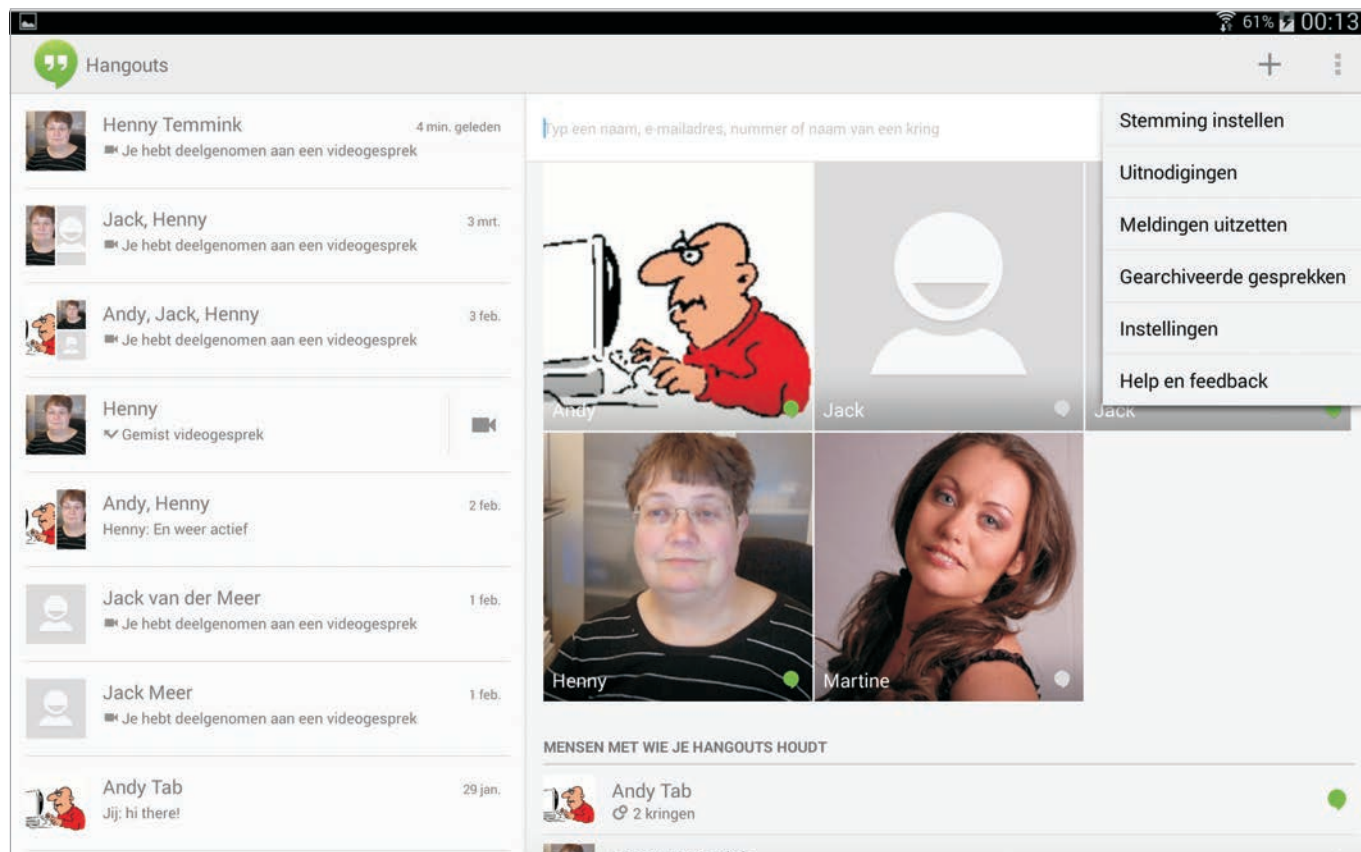 61% 00:13
Hangouts
Henny Temmink 4 min. geleden
Je hebt deelgenomen aan een videogesprek
Jack, Henny 3 mrt.
Je hebt deelgenomen aan een videogesprek
Andy, Jack, Henny 3 feb.
Je hebt deelgenomen aan een videogesprek
Henny
Gemist videogesprek
Andy, Henny 2 feb.
Henny: En weer actief
Jack van der Meer 1 feb.
Je hebt deelgenomen aan een videogesprek
Jack Meer 1 feb.
Je hebt deelgenomen aan een videogesprek
Andy Tab 29 jan.
Jij: hi there!
Typ een naam, e-mailadres, nummer of naam van een kring
Stemming instellen
Uitnodigingen
Meldingen uitzetten
Gearchiveerde gesprekken
Instellingen
Help en feedback
Andy Jack Jack
Henny Martine
MENSEN MET WIE JE HANGOUTS HOUDT
Andy Tab
2 kringen